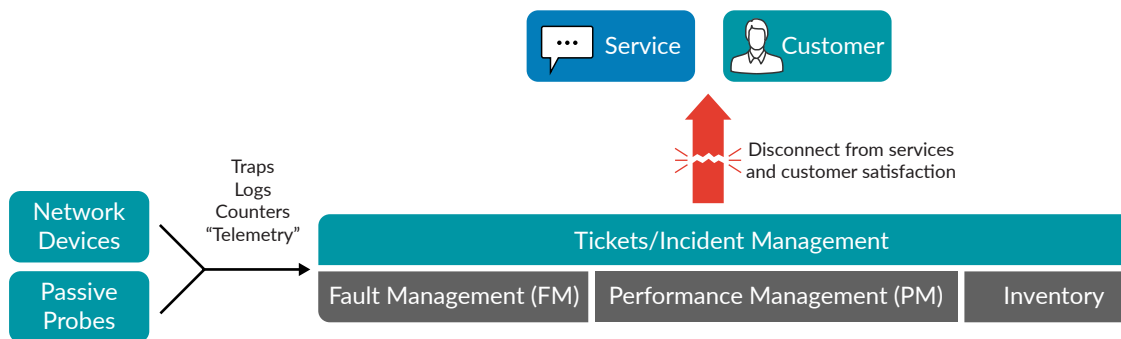 Service
Customer
Disconnect from services
and customer satisfaction
Traps
Logs
Counters
“Telemetry”
Network
Devices
Passive
Probes
Tickets/Incident Management
Fault Management (FM)
Performance Management (PM)
Inventory